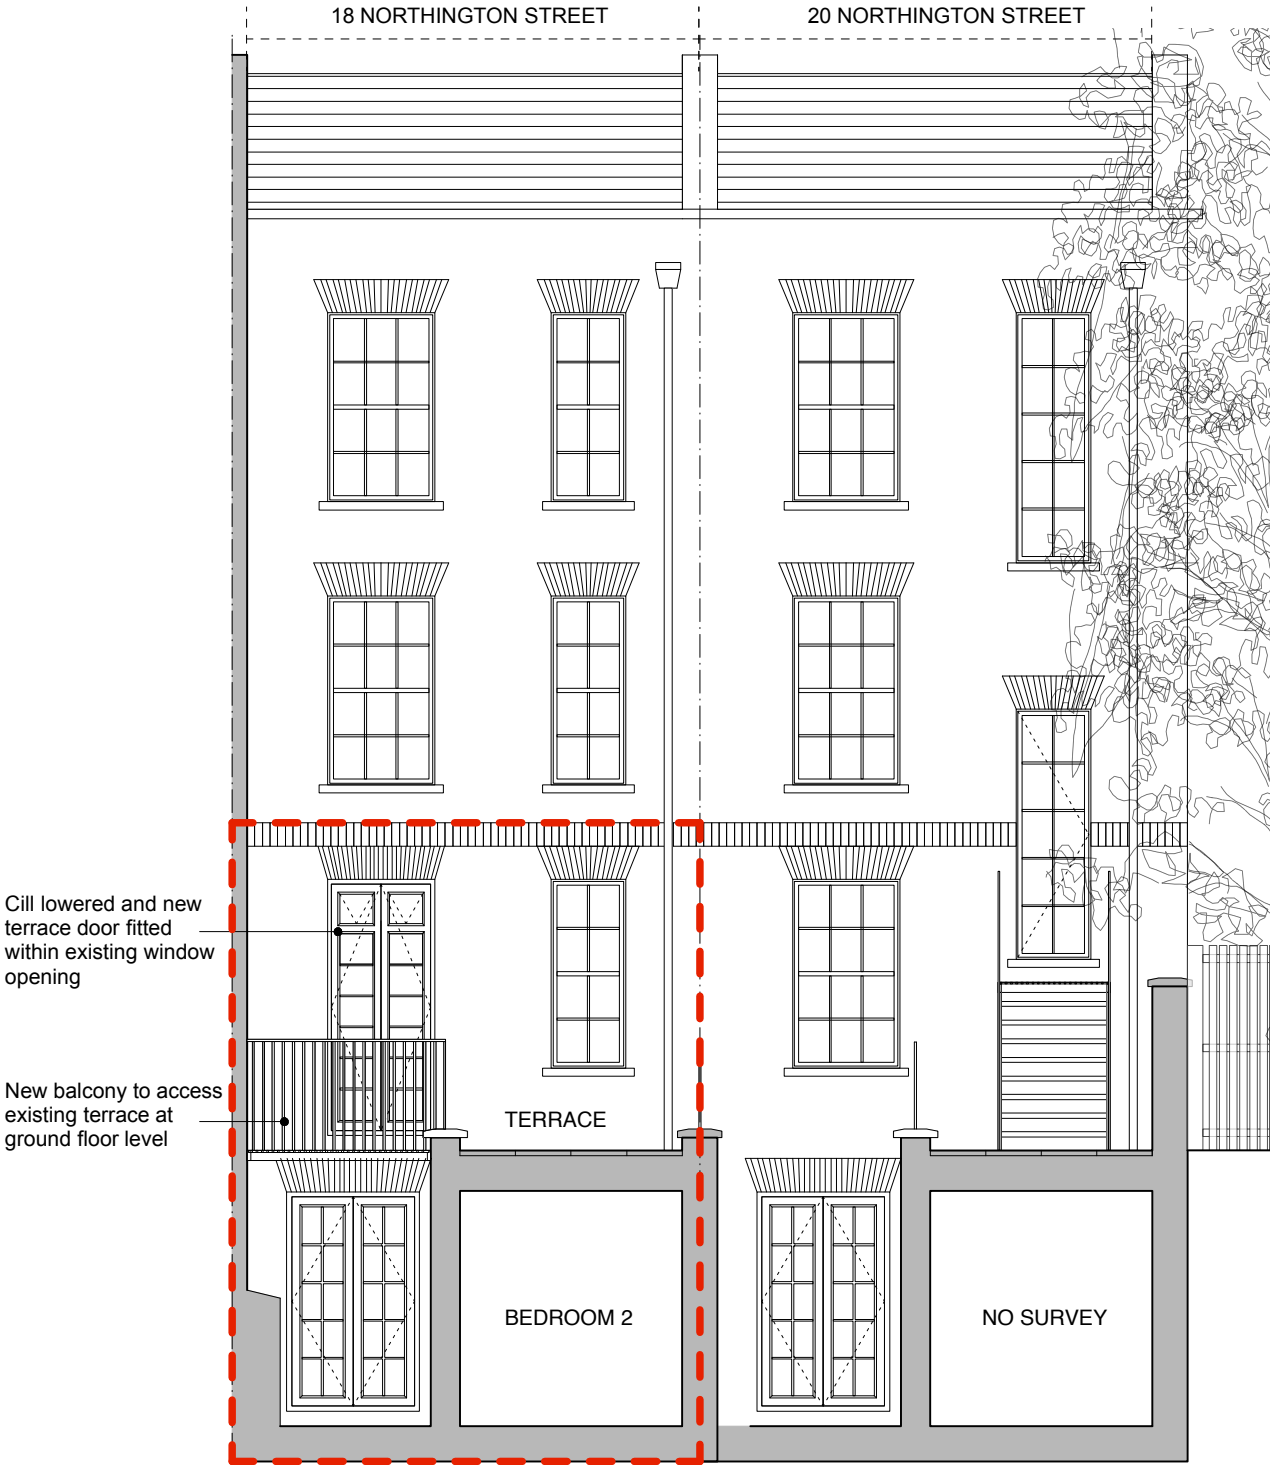 18 NORTHINGTON STREET
20 NORTHINGTON STREET
Cill lowered and new
terrace door fitted
within existing window
opening
New balcony to access
existing terrace at
ground floor level
TERRACE
BEDROOM 2
NO SURVEY